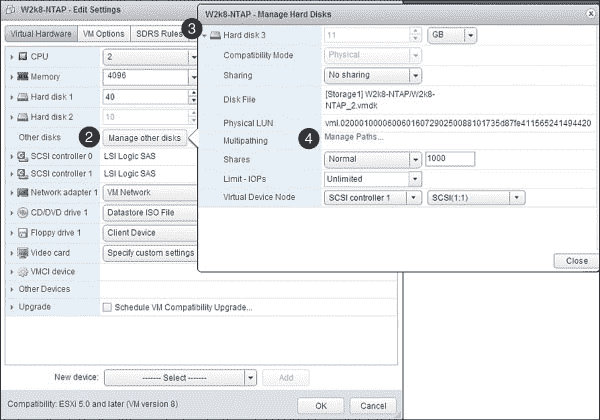 W2k8-NTAP - Edit Settings
Virtual Hardware VM Options SDRS Rules
CPU 2
Memory 4096
Hard disk 1 40
Hard disk 2 10
Other disks 2 Manage other disks
SCSI controller 0 LSI Logic SAS
SCSI controller 1 LSI Logic SAS
Network adapter 1 VM Network
CD/DVD drive 1 Datastore ISO File
Floppy drive 1 Client Device
Video card Specify custom settings
VMCI device
Other Devices
Upgrade Schedule VM Compatibility Upgrade...
New device: ------- Select ------- Add
Compatibility: ESXi 5.0 and later (VM version 8) OK Cancel
W2k8-NTAP - Manage Hard Disks
3 Hard disk 3 11 GB
Compatibility Mode Physical
Sharing No sharing
Disk File [Storage1] W2k8-NTAP/W2k8-
NTAP_2.vmdk
Physical LUN
Multipathing 4 Manage Paths...
Shares Normal 1000
Limit - IOPs Unlimited
Virtual Device Node SCSI controller 1 SCSI(1:1)
Close